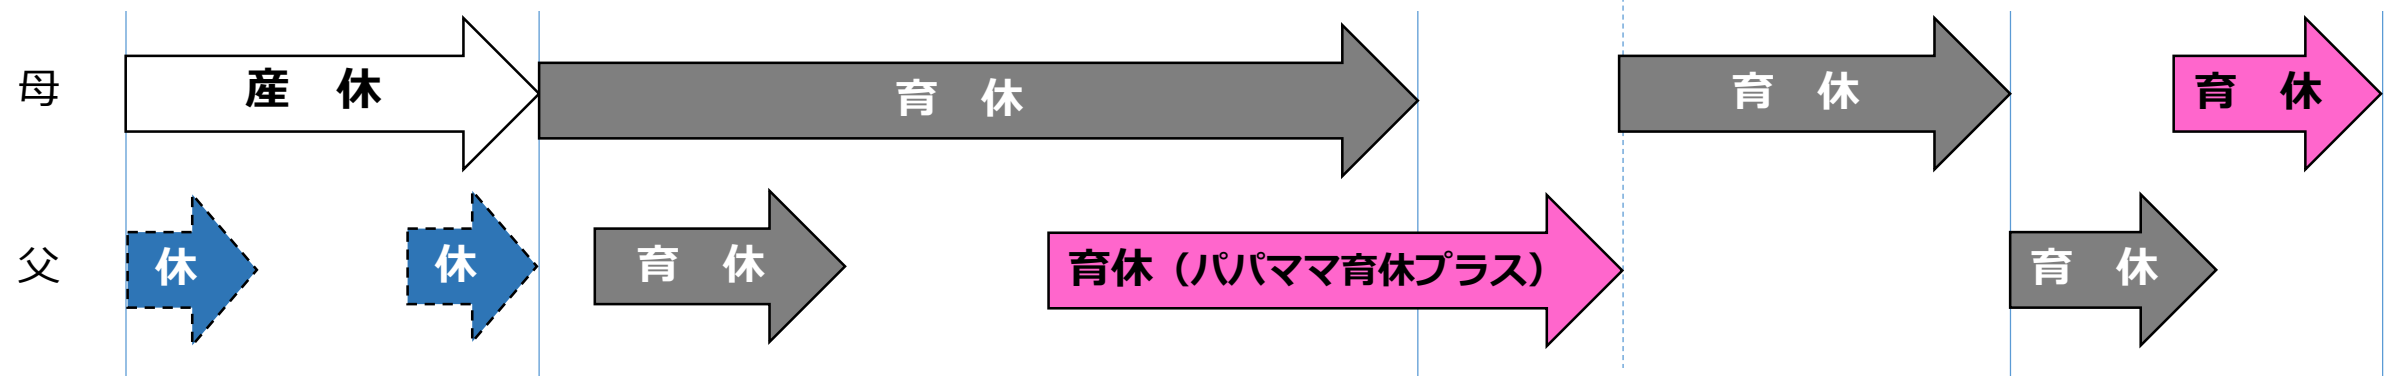 母 産　休 育　休 育　休 育　休
父 休 休 育　休 育休（パパママ育休プラス） 育　休